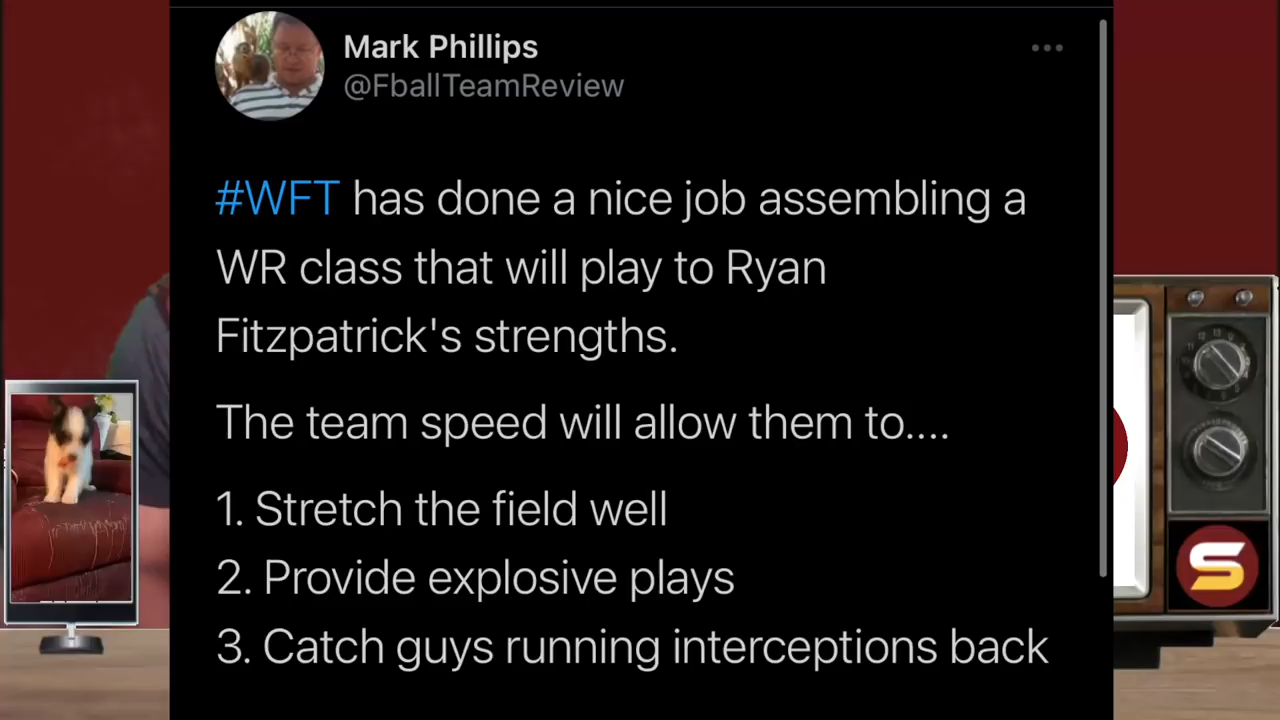 Mark Phillips
@FballTeamReview
#WFT has done a nice job assembling a
WR class that will play to Ryan
Fitzpatrick's strengths.
The team speed will allow them to....
1. Stretch the field well
2. Provide explosive plays
3. Catch guys running interceptions back
S